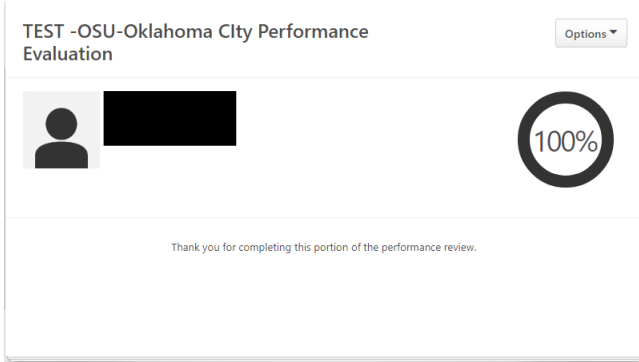 TEST -OSU-Oklahoma CIty Performance
Evaluation
Options
100%
Thank you for completing this portion of the performance review.